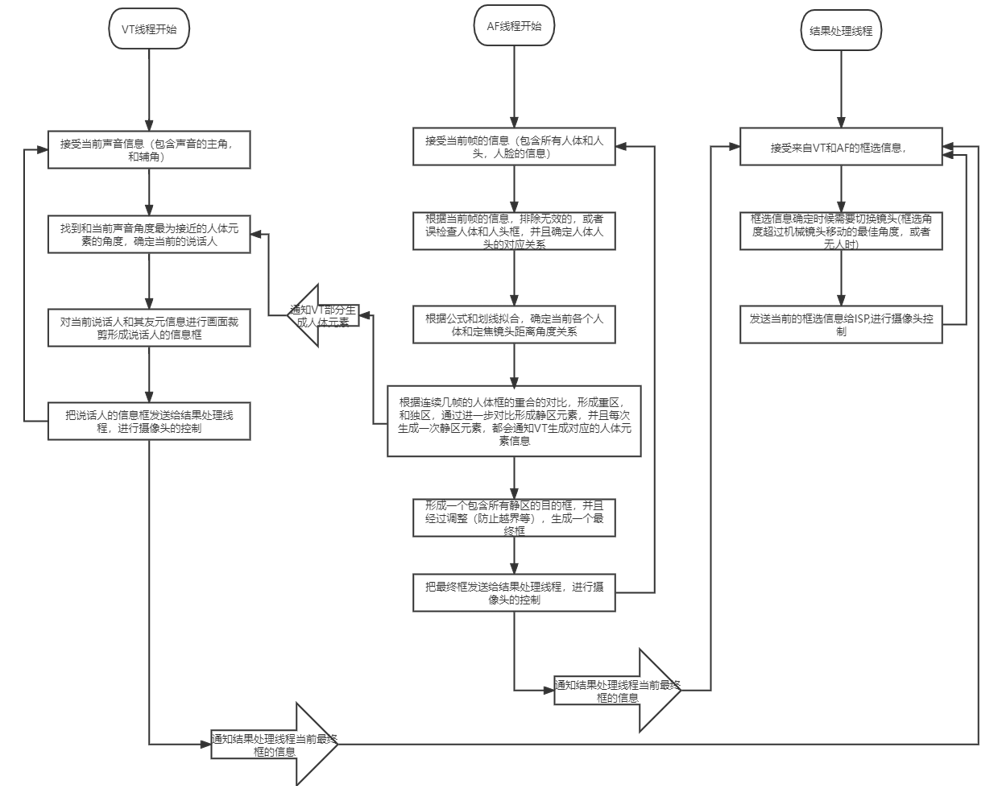 VT线程开始
接受当前声音信息（包含声音的主角，
和辅角）
找到和当前声音角度最为接近的人体元
素的角度，确定当前的说话人
对当前说话人和其友元信息进行画面裁
剪形成说话人的信息框
把说话人的信息框发送给结果处理线
程，进行摄像头的控制
通知结果处理线程当前最终
框的信息
AF线程开始
接受当前帧的信息（包含所有人体和人
头，人脸的信息）
根据当前帧的信息，排除无效的，或者
误检查人体和人头框，并且确定人体人
头的对应关系
根据公式和划线拟合，确定当前各个人
体和定焦镜头距离角度关系
根据连续几帧的人体框的重合的对比，形成重区，
和独区，通过进一步对比形成静区元素，并且每次
生成一次静区元素，都会通知VT生成对应的人体元
素信息
通知VT部分生
成人体元素
形成一个包含所有静区的目的框，并且
经过调整（防止越界等），生成一个最
终框
把最终框发送给结果处理线程，进行摄
像头的控制
通知结果处理线程当前最终
框的信息
结果处理线程
接受来自VT和AF的框选信息，
框选信息确定时候需要切换镜头(框选角
度超过机械镜头移动的最佳角度，或者
无人时)
发送当前的框选信息给ISP,进行摄像头控
制